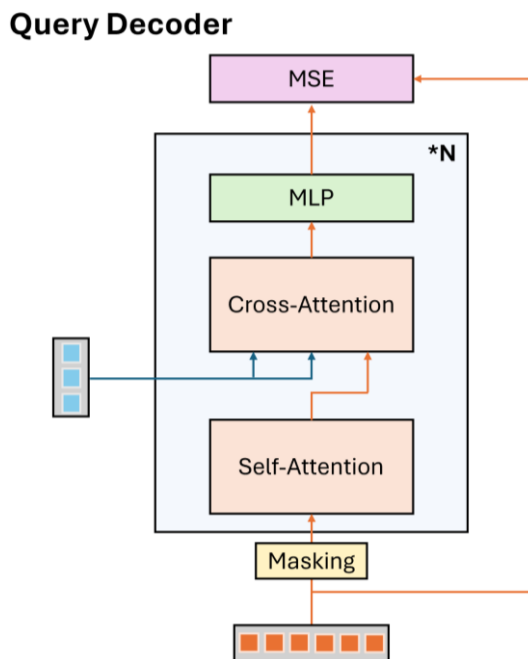 Query Decoder
MSE
*N
MLP
Cross-Attention
Self-Attention
Masking